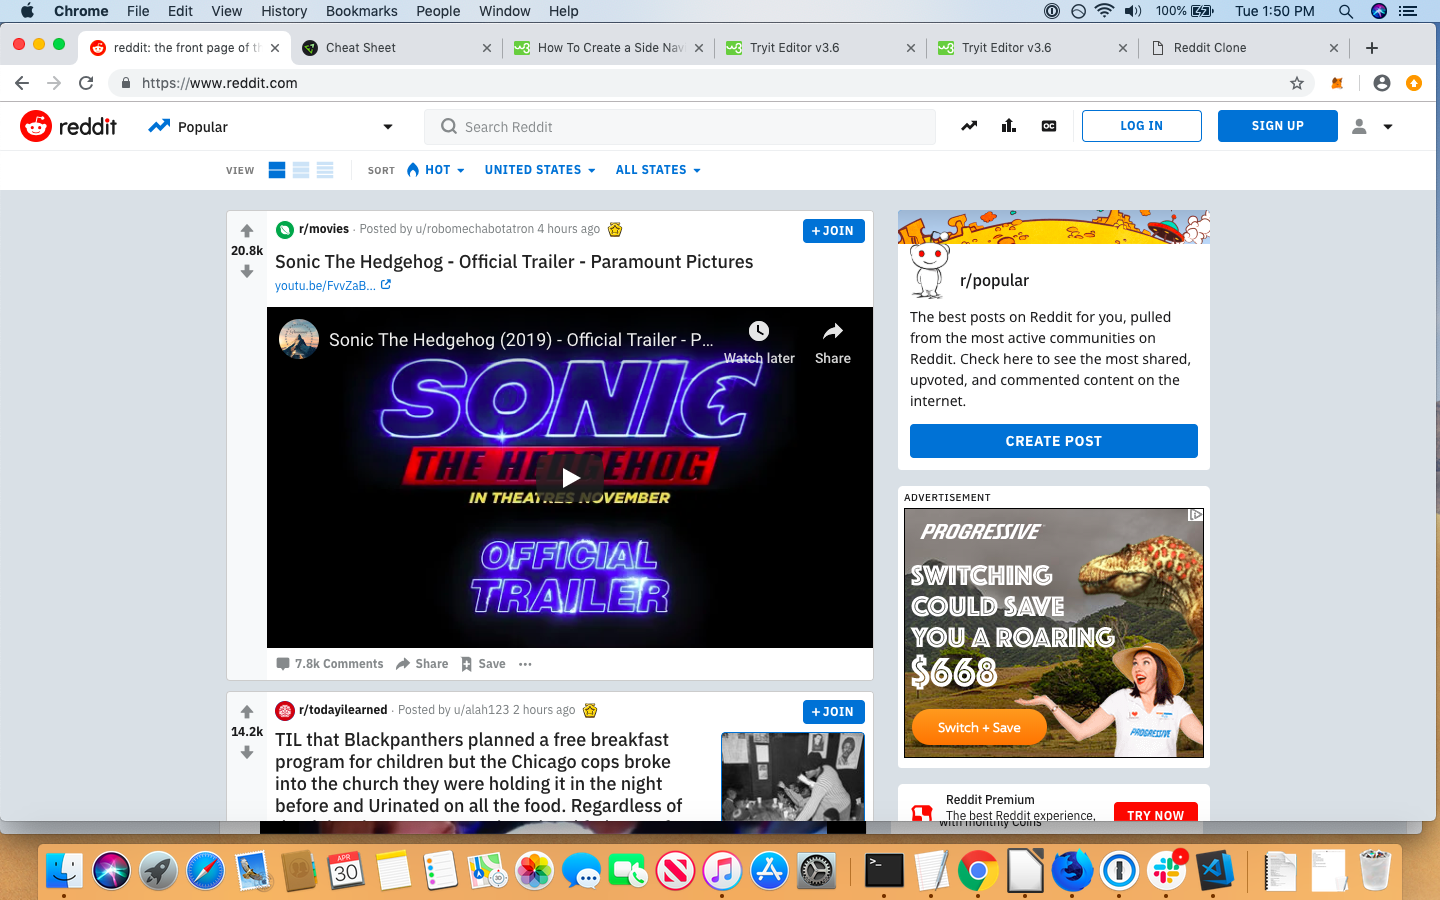 Chrome File Edit View History Bookmarks People Window Help 100% Tue 1:50 PM
reddit: the front page of th Cheat Sheet How To Create a Side Navi Tryit Editor v3.6 Tryit Editor v3.6 Reddit Clone
https://www.reddit.com
reddit Popular Search Reddit LOG IN SIGN UP
VIEW SORT HOT UNITED STATES ALL STATES
20.8k
r/movies · Posted by u/robomechabotatron 4 hours ago + JOIN
Sonic The Hedgehog - Official Trailer - Paramount Pictures
youtu.be/FvvZaB...
Sonic The Hedgehog (2019) - Official Trailer - P...
Watch later Share
SONIC
THE HEDGEHOG
IN THEATRES NOVEMBER
OFFICIAL
TRAILER
7.8k Comments Share Save
14.2k
r/todayilearned · Posted by u/alah123 2 hours ago + JOIN
TIL that Blackpanthers planned a free breakfast
program for children but the Chicago cops broke
into the church they were holding it in the night
before and Urinated on all the food. Regardless of
r/popular
The best posts on Reddit for you, pulled
from the most active communities on
Reddit. Check here to see the most shared,
upvoted, and commented content on the
internet.
CREATE POST
ADVERTISEMENT
PROGRESSIVE
SWITCHING
COULD SAVE
YOU A ROARING
$668
Switch + Save
PROGRESSIVE
Reddit Premium
The best Reddit experience,
with monthly Coins
TRY NOW
APR
30